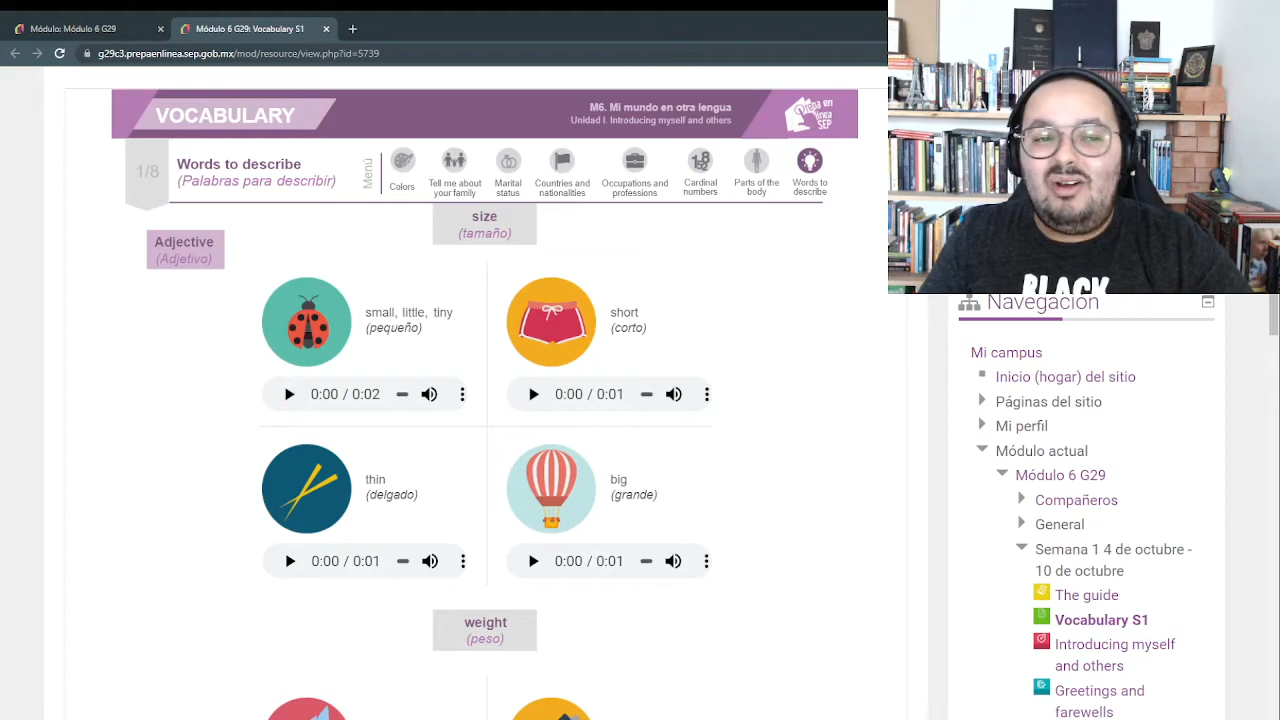 Módulo: Módulo 6 G29
Módulo 6 G29: Vocabulary S1
g29c3.prepaenlinea.sep.gob.mx/mod/resource/view.php?id=5739
VOCABULARY
M6. Mi mundo en otra lengua
Unidad I. Introducing myself and others
Prepa en
línea
SEP
1/8
Words to describe
(Palabras para describir)
Menú
Colors
Tell me about
your family
Marital
status
Countries and
nationalities
Occupations and
professions
Cardinal
numbers
Parts of the
body
Words to
describe
size
(tamaño)
Adjective
(Adjetivo)
small, little, tiny
(pequeño)
short
(corto)
0:00 / 0:02
0:00 / 0:01
thin
(delgado)
big
(grande)
0:00 / 0:01
0:00 / 0:01
weight
(peso)
BLACK
Navegación
Mi campus
Inicio (hogar) del sitio
Páginas del sitio
Mi perfil
Módulo actual
Módulo 6 G29
Compañeros
General
Semana 1 4 de octubre -
10 de octubre
The guide
Vocabulary S1
Introducing myself
and others
Greetings and
farewells